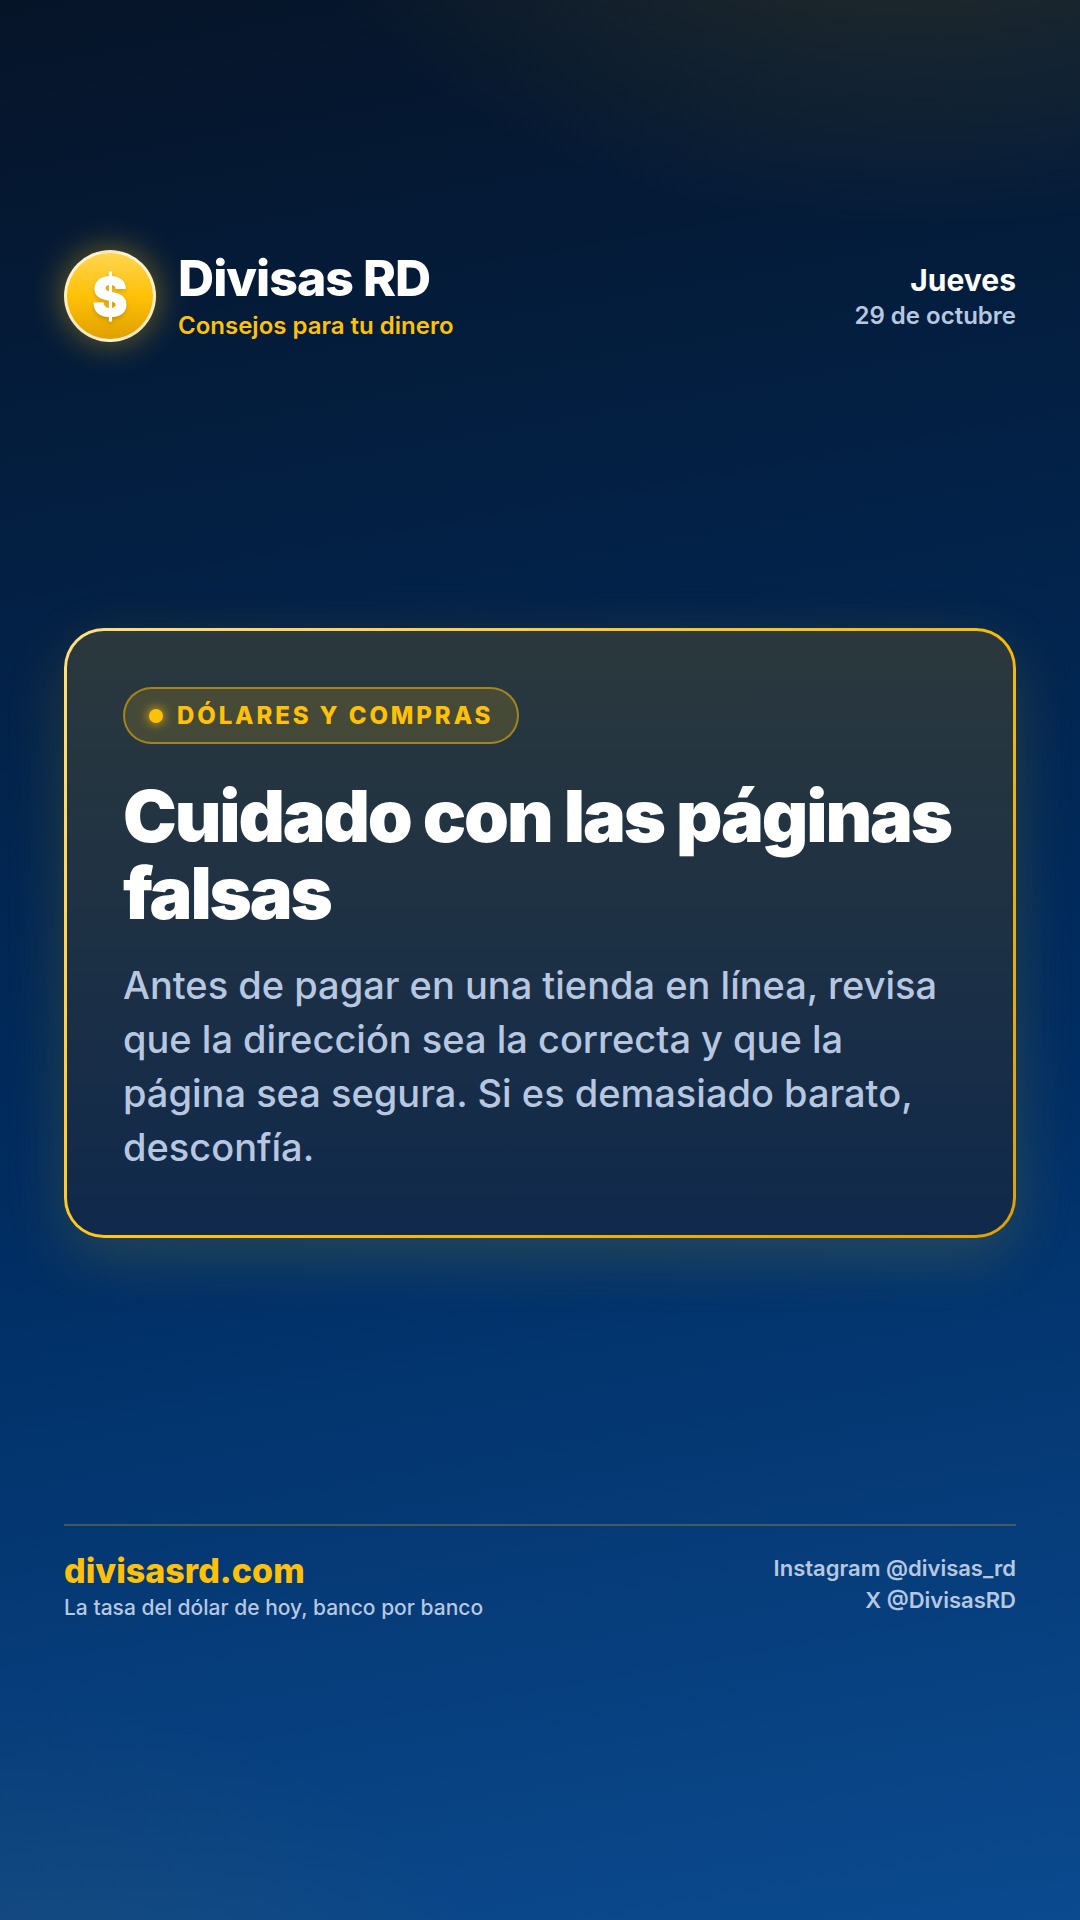 $
Divisas RD
Consejos para tu dinero
Jueves
29 de octubre
DÓLARES Y COMPRAS
Cuidado con las páginas
falsas
Antes de pagar en una tienda en línea, revisa
que la dirección sea la correcta y que la
página sea segura. Si es demasiado barato,
desconfía.
divisasrd.com
La tasa del dólar de hoy, banco por banco
Instagram @divisas_rd
X @DivisasRD